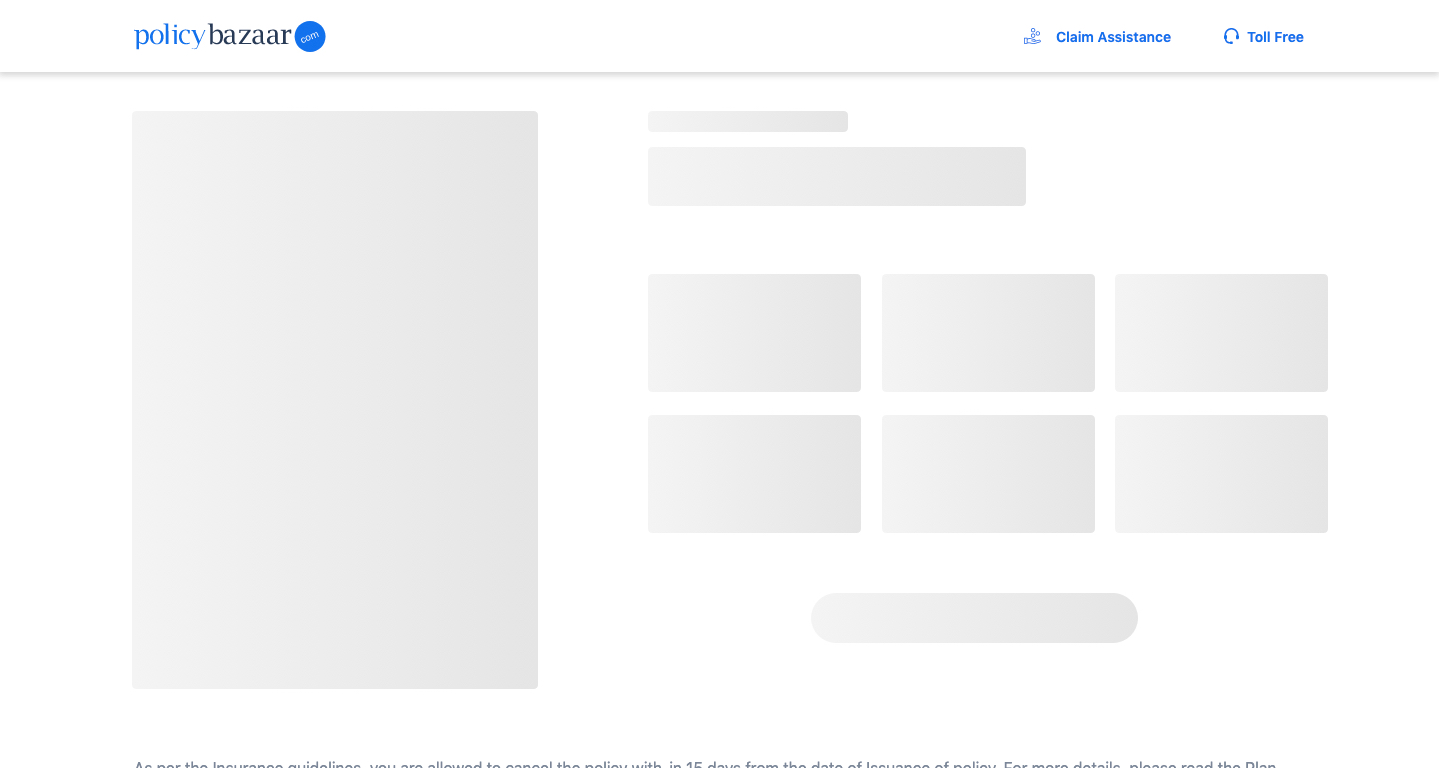 policybazaar com
Claim Assistance
Toll Free
As per the Insurance guidelines, you are allowed to cancel the policy with-in 15 days from the date of Issuance of policy. For more details, please read the Plan